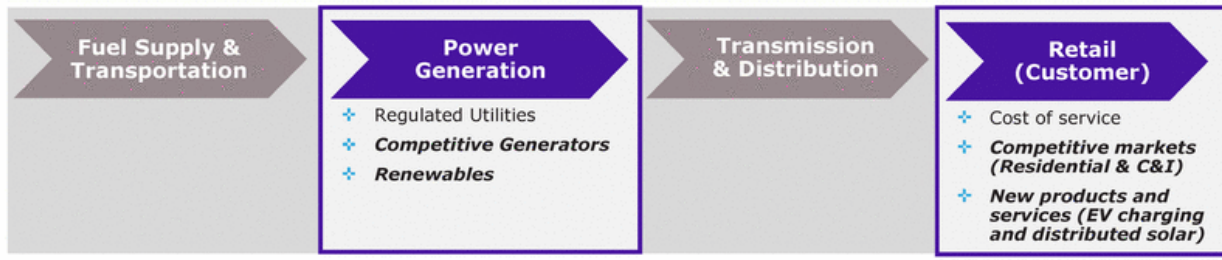 Fuel Supply &
Transportation
Power
Generation
Regulated Utilities
Competitive Generators
Renewables
Transmission
& Distribution
Retail
(Customer)
Cost of service
Competitive markets
(Residential & C&I)
New products and
services (EV charging
and distributed solar)